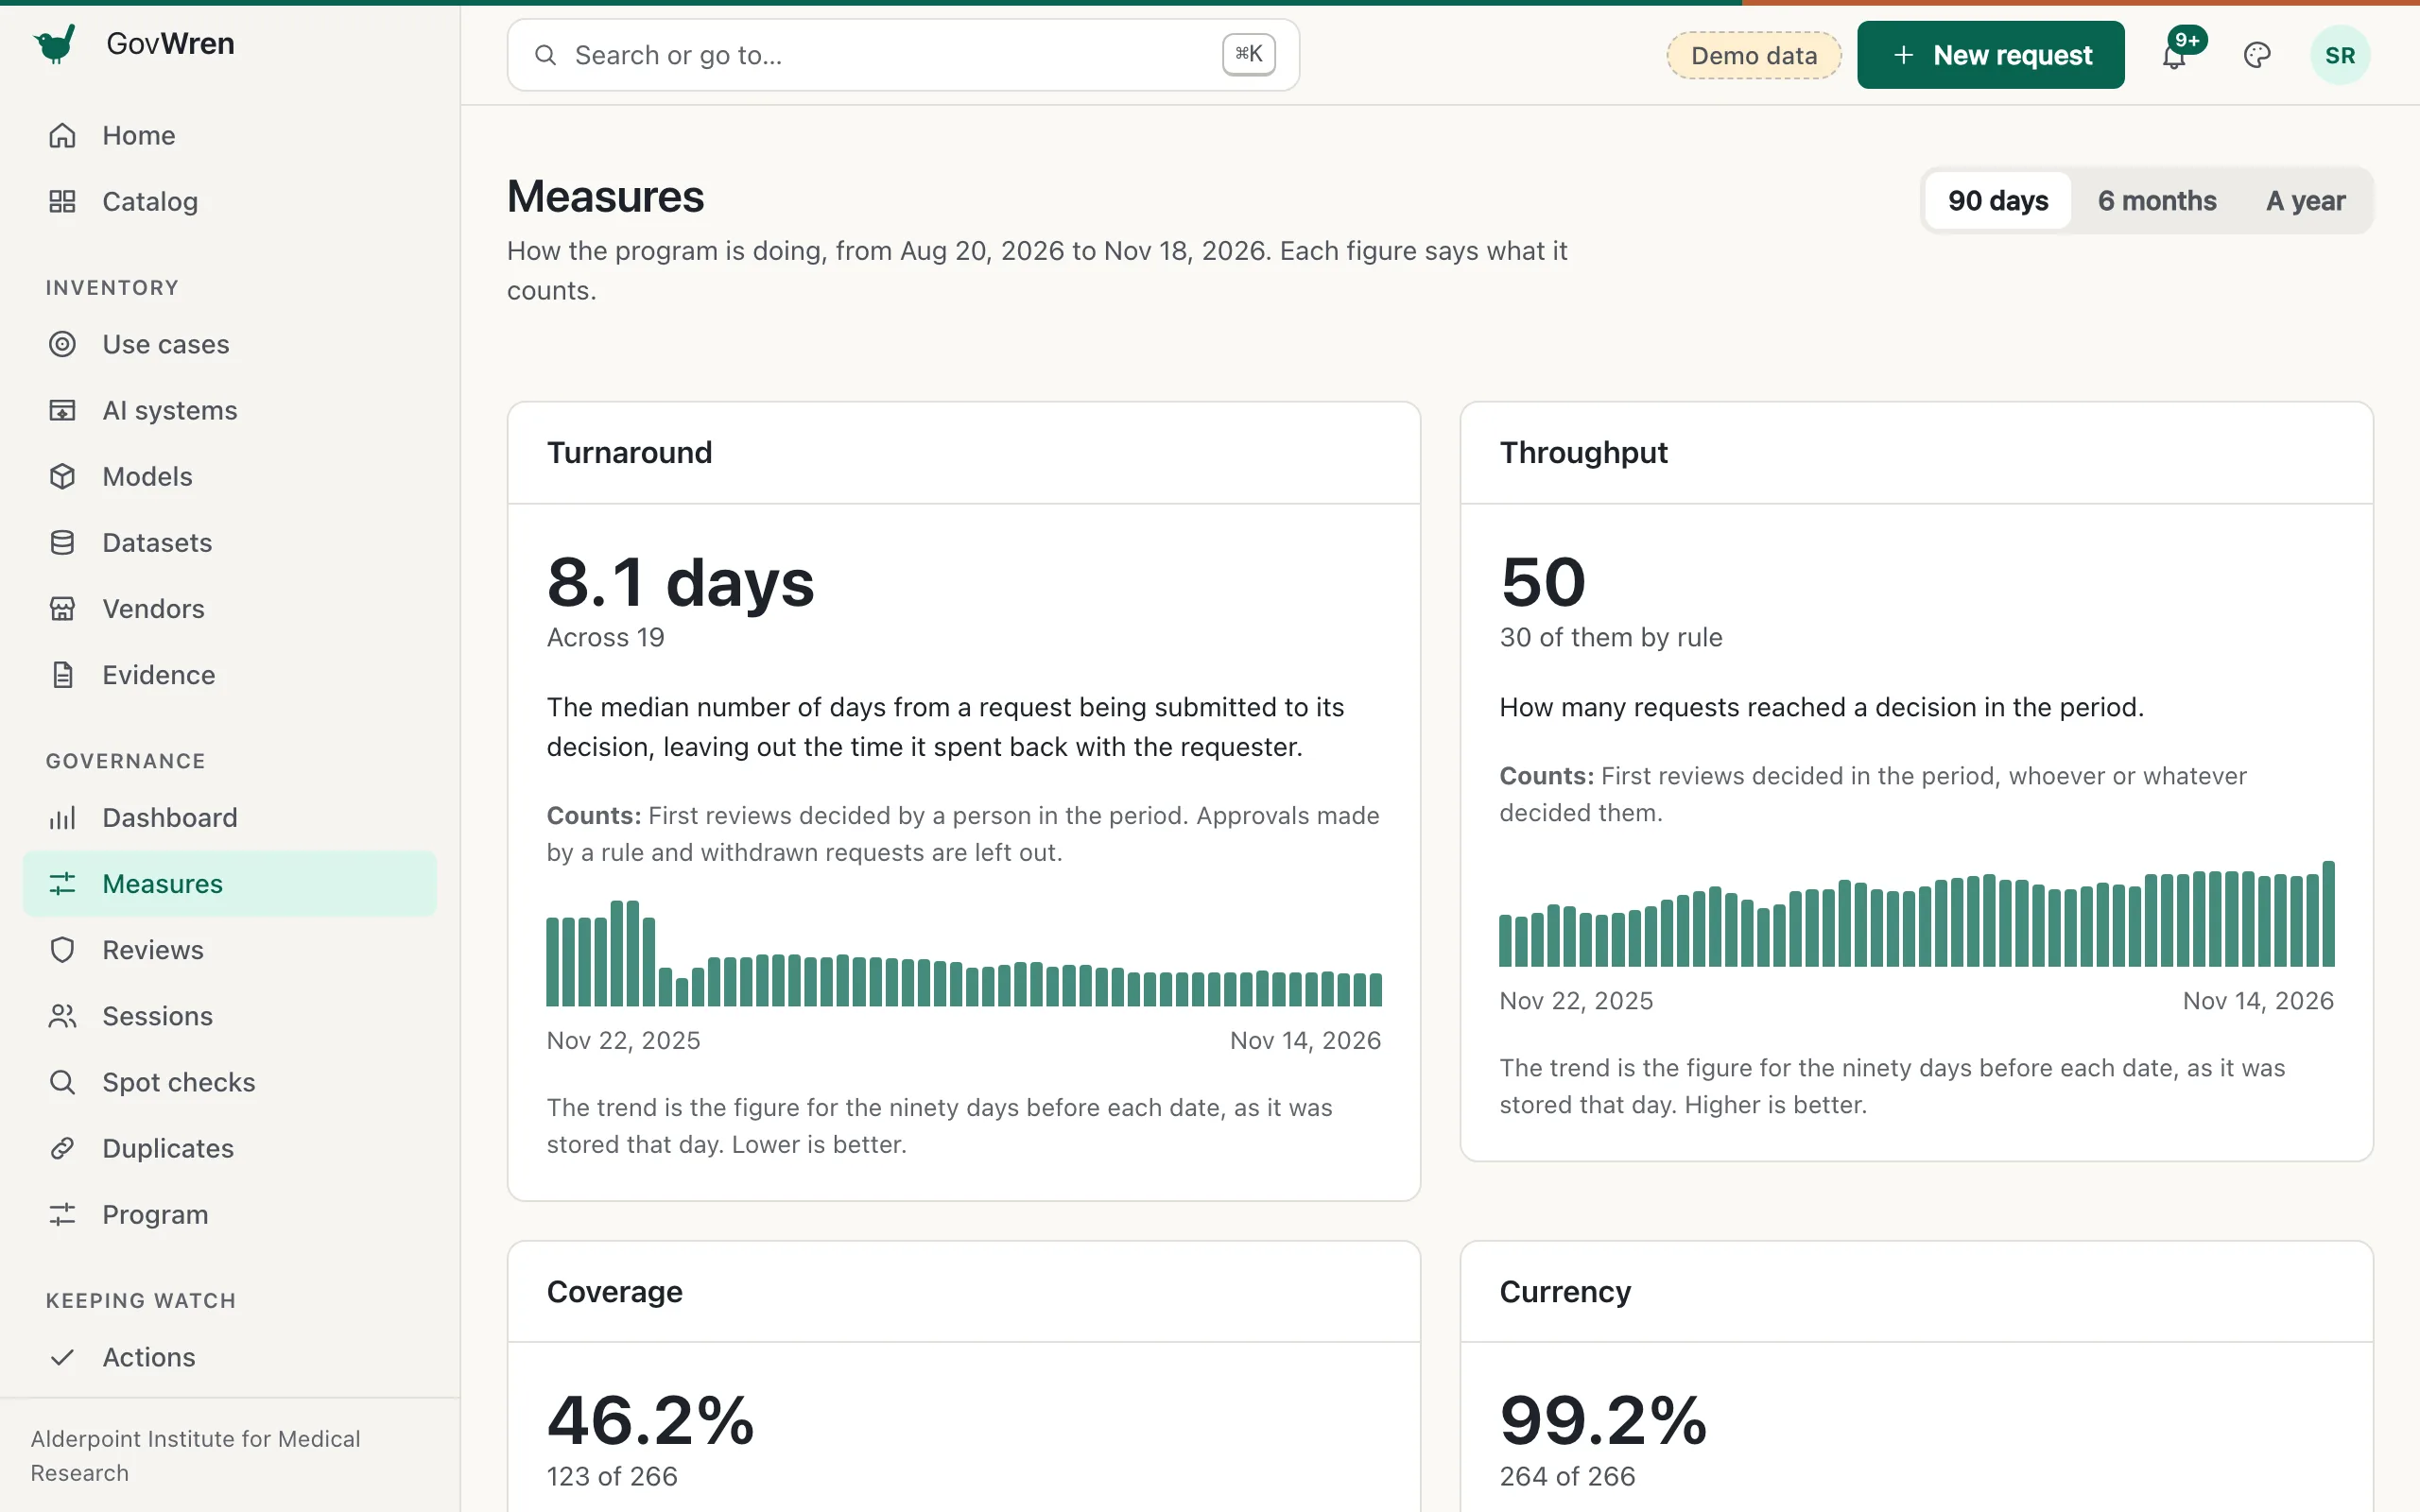 GovWren
Search or go to...
⌘K
Demo data
+ New request
9+
SR
Home
Catalog
INVENTORY
Use cases
AI systems
Models
Datasets
Vendors
Evidence
GOVERNANCE
Dashboard
Measures
Reviews
Sessions
Spot checks
Duplicates
Program
KEEPING WATCH
Actions
Alderpoint Institute for Medical
Research
Measures
How the program is doing, from Aug 20, 2026 to Nov 18, 2026. Each figure says what it
counts.
90 days
6 months
A year
Turnaround
8.1 days
Across 19
The median number of days from a request being submitted to its
decision, leaving out the time it spent back with the requester.
Counts: First reviews decided by a person in the period. Approvals made
by a rule and withdrawn requests are left out.
Nov 22, 2025
Nov 14, 2026
The trend is the figure for the ninety days before each date, as it was
stored that day. Lower is better.
Throughput
50
30 of them by rule
How many requests reached a decision in the period.
Counts: First reviews decided in the period, whoever or whatever
decided them.
Nov 22, 2025
Nov 14, 2026
The trend is the figure for the ninety days before each date, as it was
stored that day. Higher is better.
Coverage
46.2%
123 of 266
Currency
99.2%
264 of 266